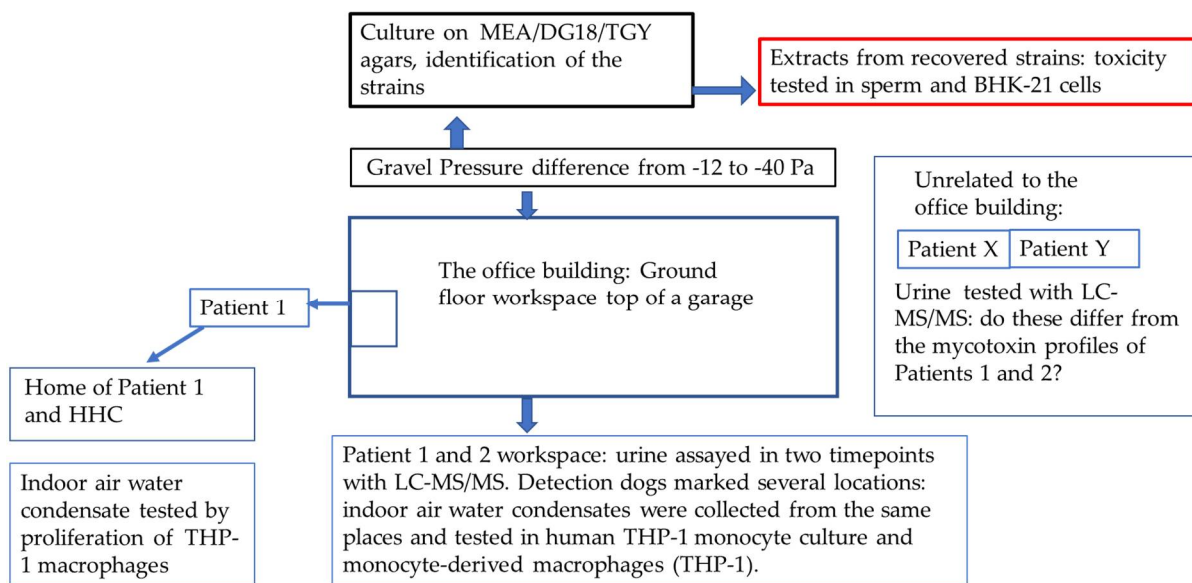 Culture on MEA/DG18/TGY
agars, identification of the
strains
Extracts from recovered strains: toxicity
tested in sperm and BHK-21 cells
Gravel Pressure difference from -12 to -40 Pa
Unrelated to the
office building:
Patient X
Patient Y
Urine tested with LC-
MS/MS: do these differ from
the mycotoxin profiles of
Patients 1 and 2?
The office building: Ground
floor workspace top of a garage
Patient 1
Home of Patient 1
and HHC
Indoor air water
condensate tested by
proliferation of THP-
1 macrophages
Patient 1 and 2 workspace: urine assayed in two timepoints
with LC-MS/MS. Detection dogs marked several locations:
indoor air water condensates were collected from the same
places and tested in human THP-1 monocyte culture and
monocyte-derived macrophages (THP-1).